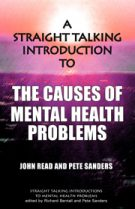 A
STRAIGHT TALKING
INTRODUCTION
TO
THE CAUSES OF
MENTAL HEALTH
PROBLEMS
JOHN READ AND PETE SANDERS
STRAIGHT TALKING INTRODUCTIONS
TO MENTAL HEALTH PROBLEMS
edited by Richard Bentall and Pete Sanders